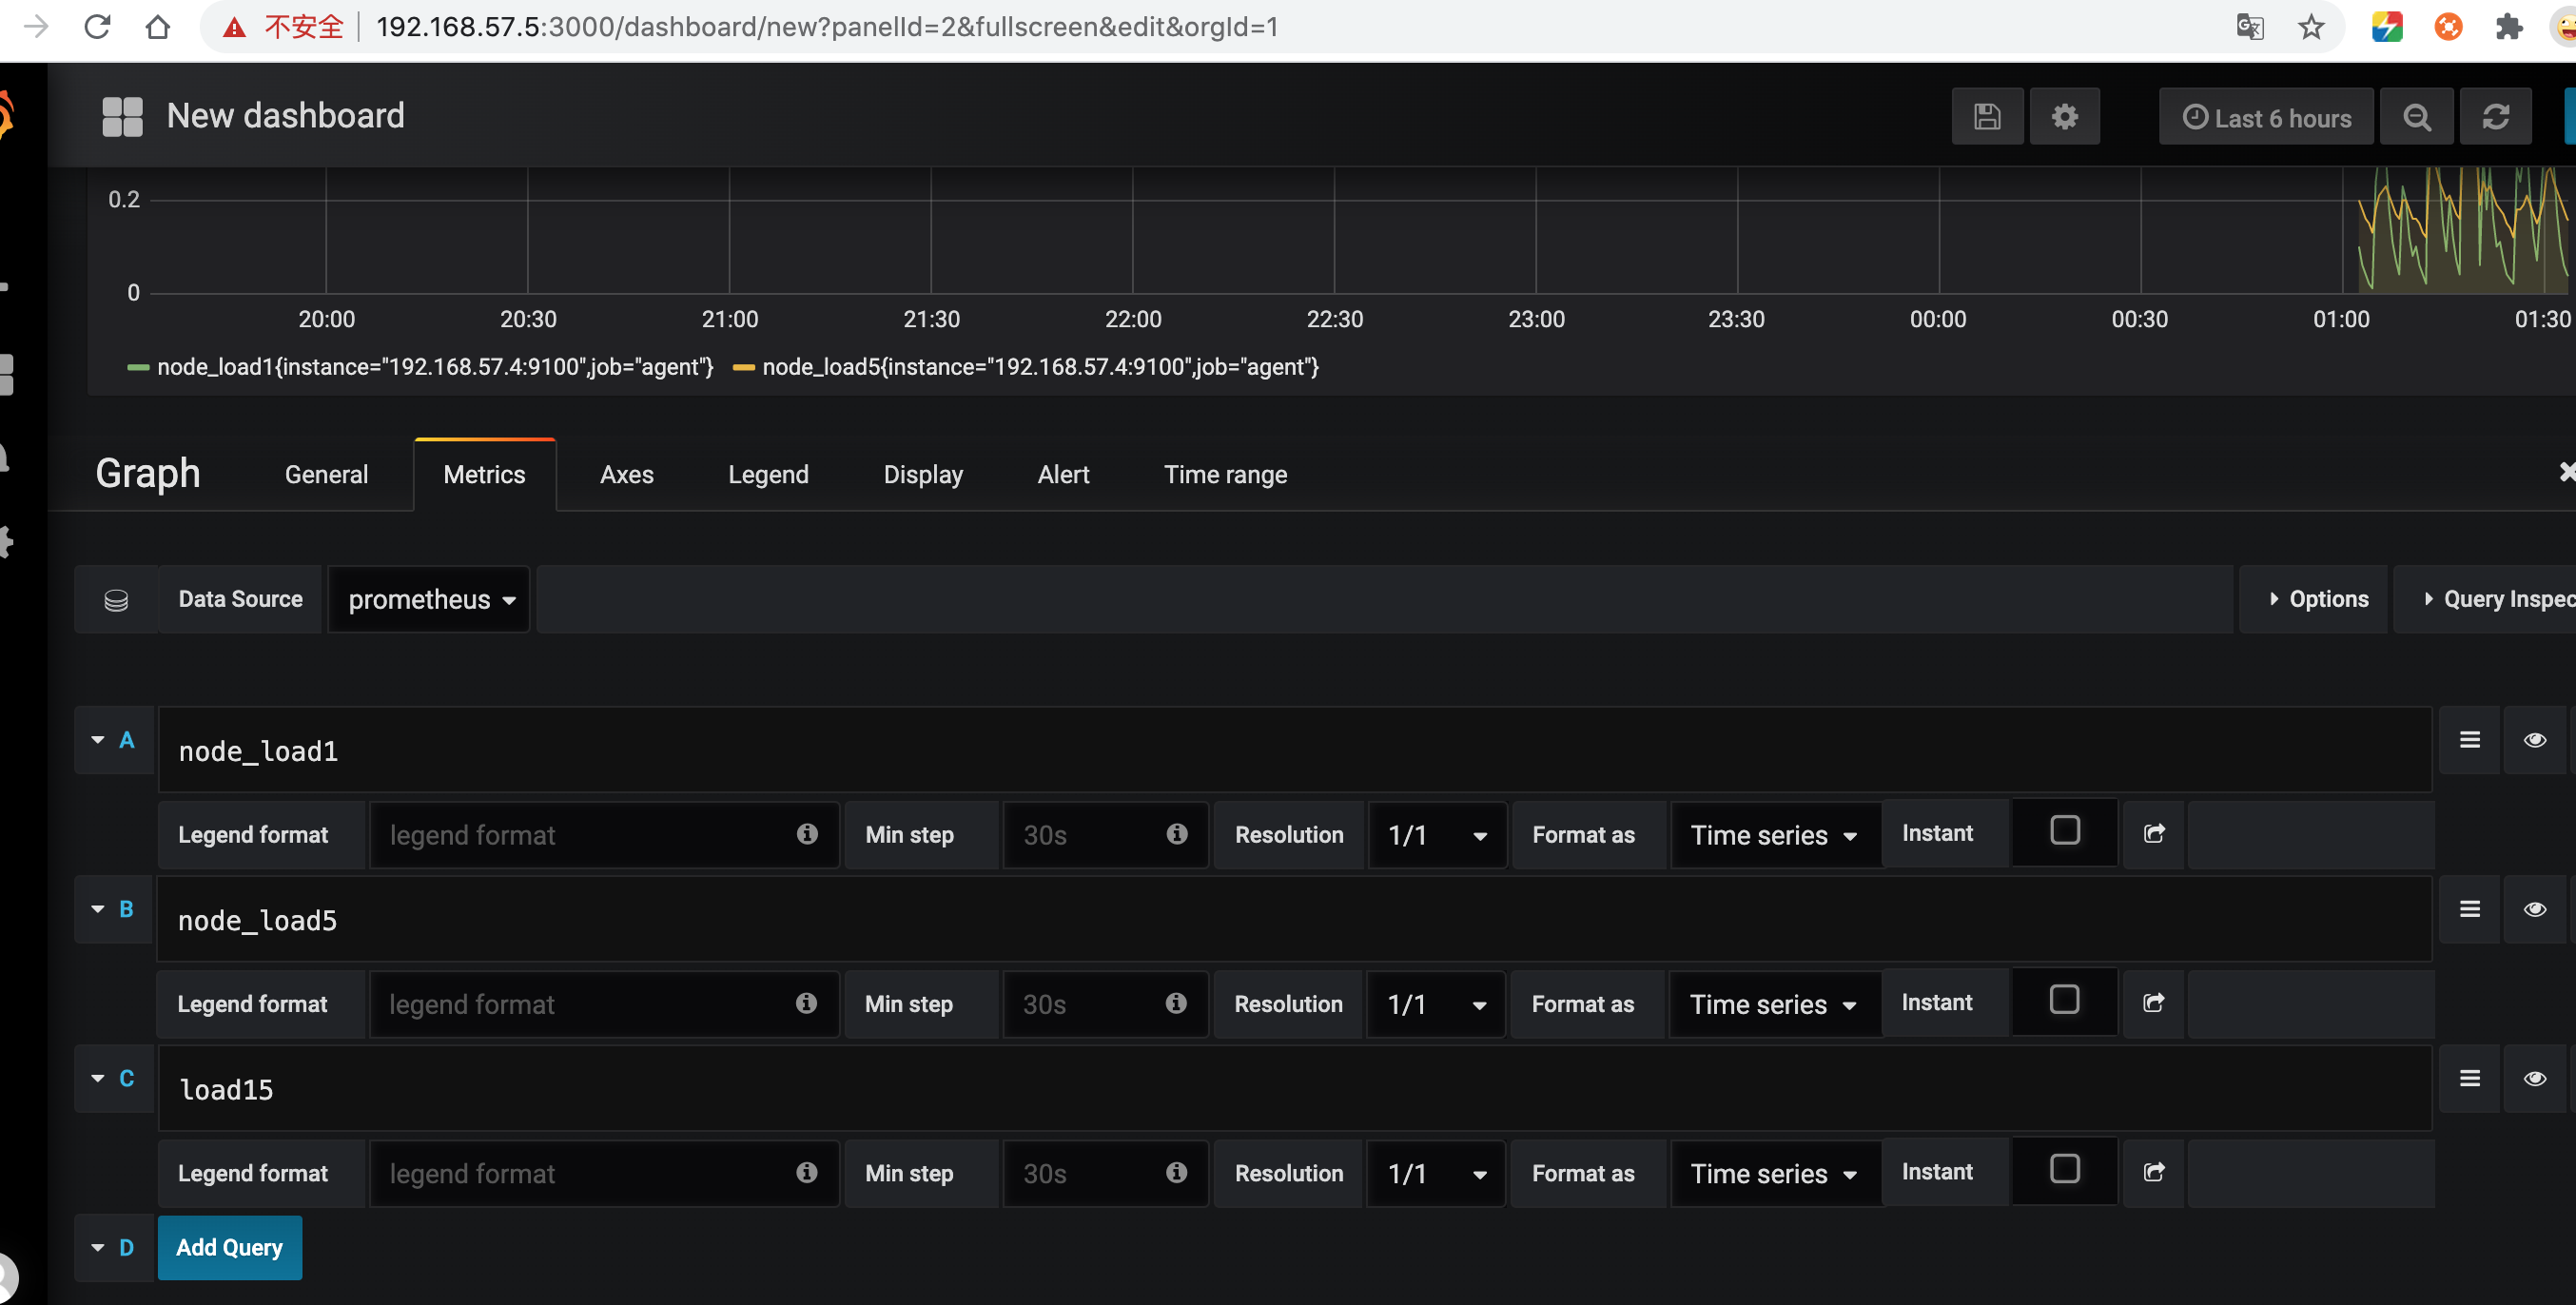 不安全 192.168.57.5:3000/dashboard/new?panelId=2&fullscreen&edit&orgId=1
New dashboard
Last 6 hours
0.2
0
20:00 20:30 21:00 21:30 22:00 22:30 23:00 23:30 00:00 00:30 01:00 01:30
node_load1{instance="192.168.57.4:9100",job="agent"} node_load5{instance="192.168.57.4:9100",job="agent"}
Graph General Metrics Axes Legend Display Alert Time range
Data Source prometheus Options Query Inspec
A node_load1
Legend format legend format Min step 30s Resolution 1/1 Format as Time series Instant
B node_load5
Legend format legend format Min step 30s Resolution 1/1 Format as Time series Instant
C load15
Legend format legend format Min step 30s Resolution 1/1 Format as Time series Instant
D Add Query